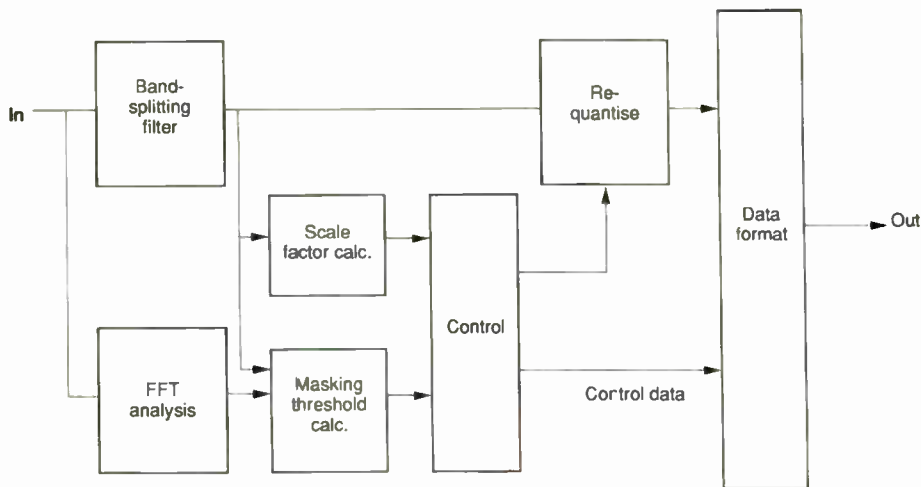 In
Band-
splitting
filter
Re-
quantise
Scale
factor calc.
Data
format
Out
Control
FFT
analysis
Masking
threshold
calc.
Control data